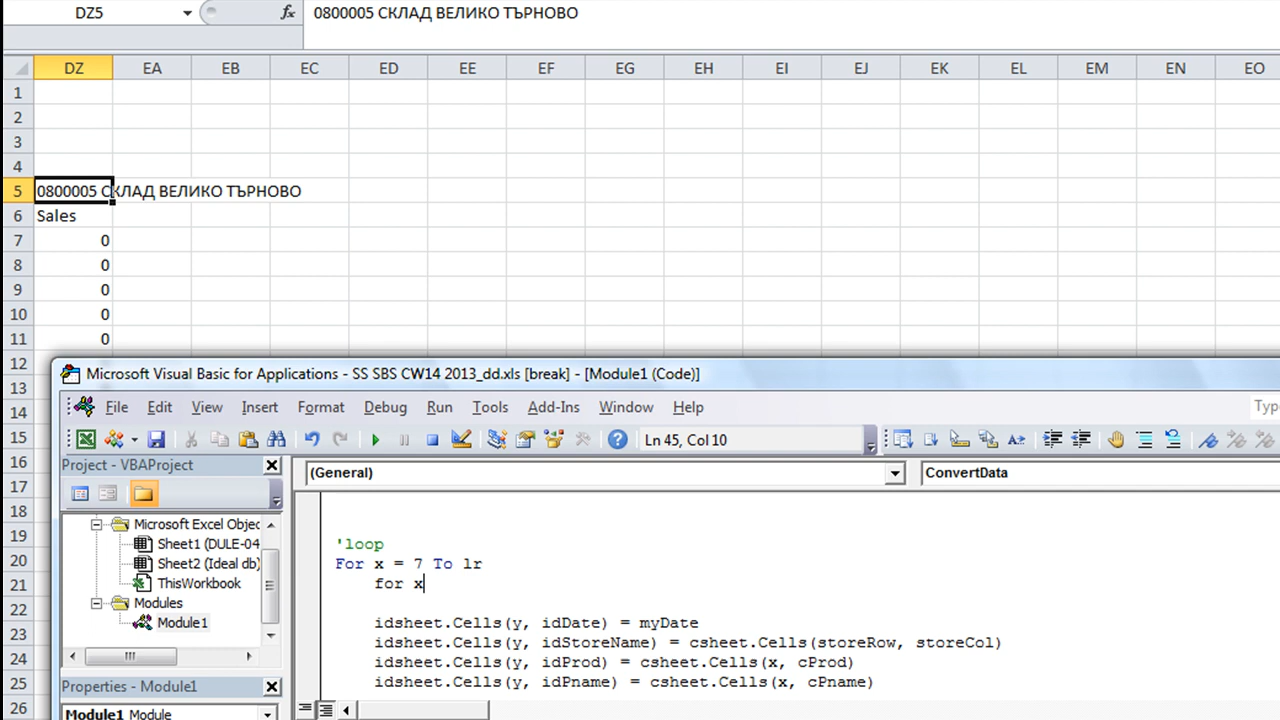 DZ5
fx
0800005 СКЛАД ВЕЛИКО ТЪРНОВО
DZ EA EB EC ED EE EF EG EH EI EJ EK EL EM EN EO
1
2
3
4
5 0800005 СКЛАД ВЕЛИКО ТЪРНОВО
6 Sales
7 0
8 0
9 0
10 0
11 0
12
13
14
15
16
17
18
19
20
21
22
23
24
25
26
Microsoft Visual Basic for Applications - SS SBS CW14 2013_dd.xls [break] - [Module1 (Code)]
File Edit View Insert Format Debug Run Tools Add-Ins Window Help
Ln 45, Col 10
Project - VBAProject
Microsoft Excel Objec
Sheet1 (DULE-04
Sheet2 (Ideal db)
ThisWorkbook
Modules
Module1
Properties - Module1
Module1 Module
(General)
ConvertData
'loop
For x = 7 To lr
for x
idsheet.Cells(y, idDate) = myDate
idsheet.Cells(y, idStoreName) = csheet.Cells(storeRow, storeCol)
idsheet.Cells(y, idProd) = csheet.Cells(x, cProd)
idsheet.Cells(y, idPname) = csheet.Cells(x, cPname)